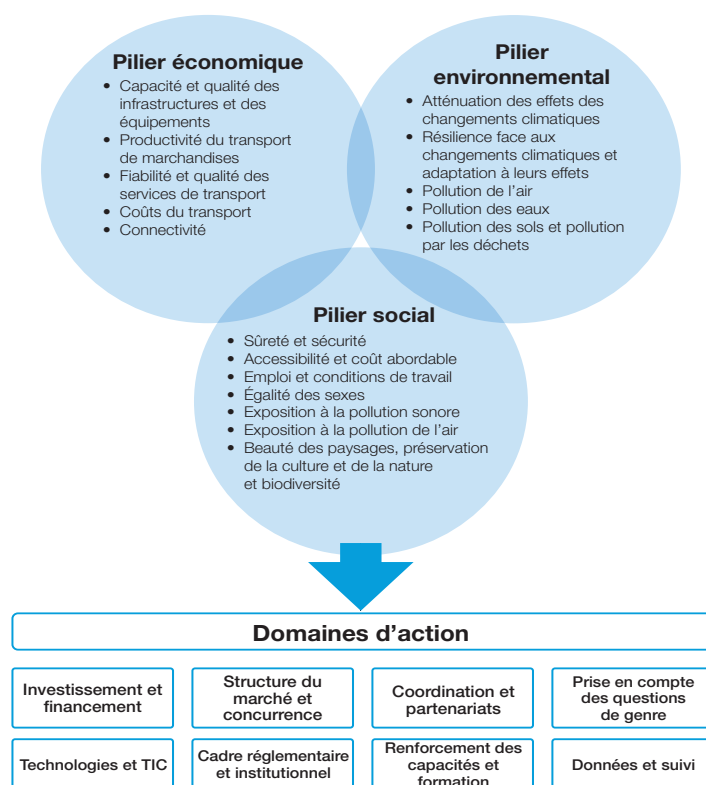 Pilier économique
• Capacité et qualité des
infrastructures et des
équipements
• Productivité du transport
de marchandises
• Fiabilité et qualité des
services de transport
• Coûts du transport
• Connectivité
Pilier
environnemental
• Atténuation des effets des
changements climatiques
• Résilience face aux
changements climatiques et
adaptation à leurs effets
• Pollution de l’air
• Pollution des eaux
• Pollution des sols et pollution
par les déchets
Pilier social
• Sûreté et sécurité
• Accessibilité et coût abordable
• Emploi et conditions de travail
• Égalité des sexes
• Exposition à la pollution sonore
• Exposition à la pollution de l’air
• Beauté des paysages, préservation
de la culture et de la nature
et biodiversité
Domaines d’action
Investissement et
financement
Structure du
marché et
concurrence
Coordination et
partenariats
Prise en compte
des questions
de genre
Technologies et TIC
Cadre réglementaire
et institutionnel
Renforcement des
capacités et
formation
Données et suivi